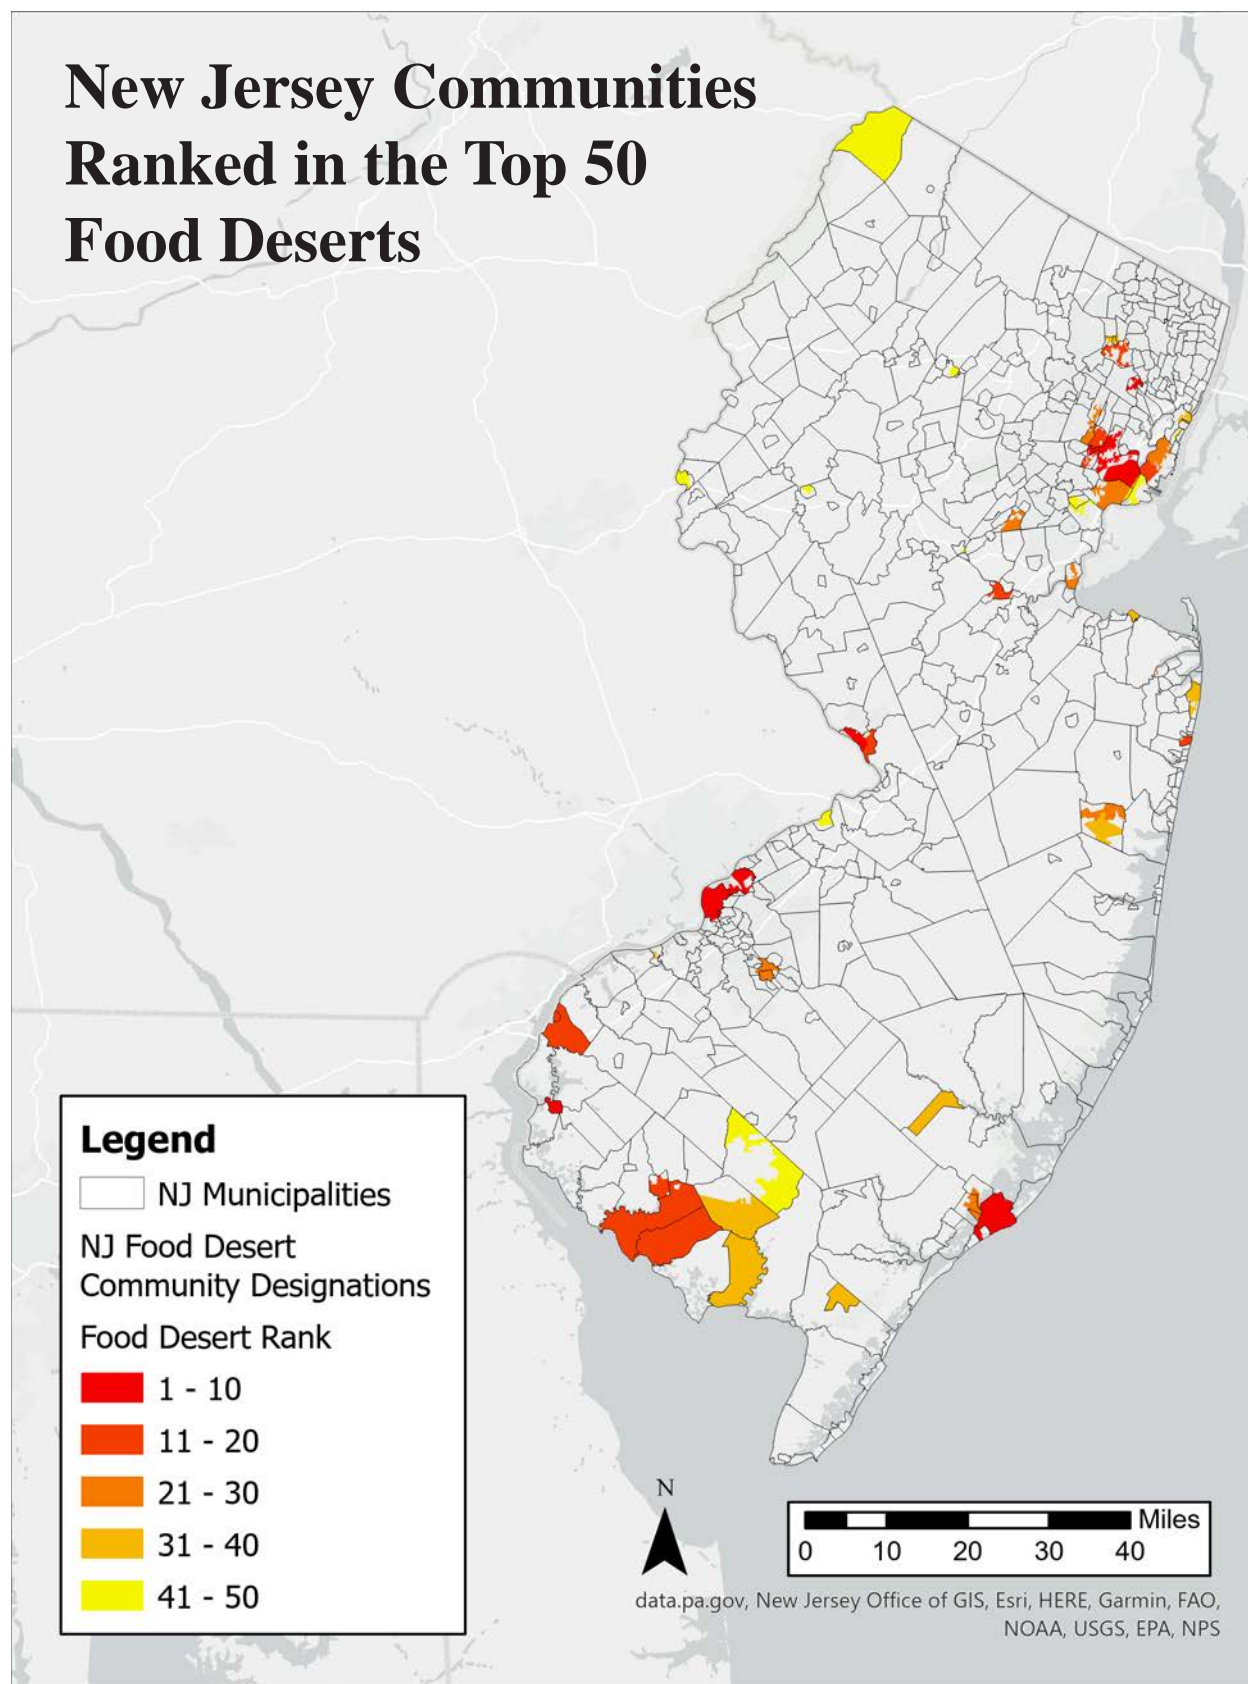 New Jersey Communities
Ranked in the Top 50
Food Deserts
Legend
NJ Municipalities
NJ Food Desert
Community Designations
Food Desert Rank
1 - 10
11 - 20
21 - 30
31 - 40
41 - 50
N
Miles
0 10 20 30 40
data.pa.gov, New Jersey Office of GIS, Esri, HERE, Garmin, FAO,
NOAA, USGS, EPA, NPS